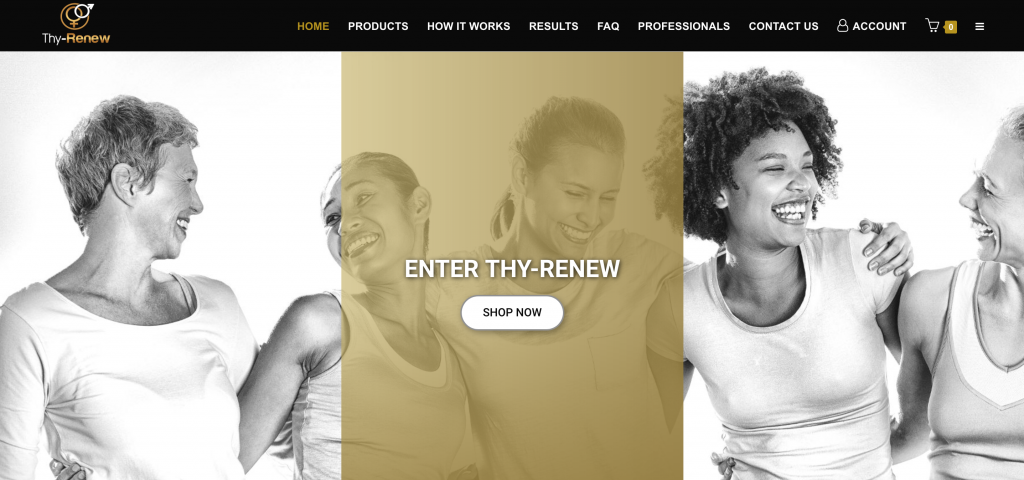 Thy-Renew
HOME PRODUCTS HOW IT WORKS RESULTS FAQ PROFESSIONALS CONTACT US ACCOUNT 0
ENTER THY-RENEW
SHOP NOW